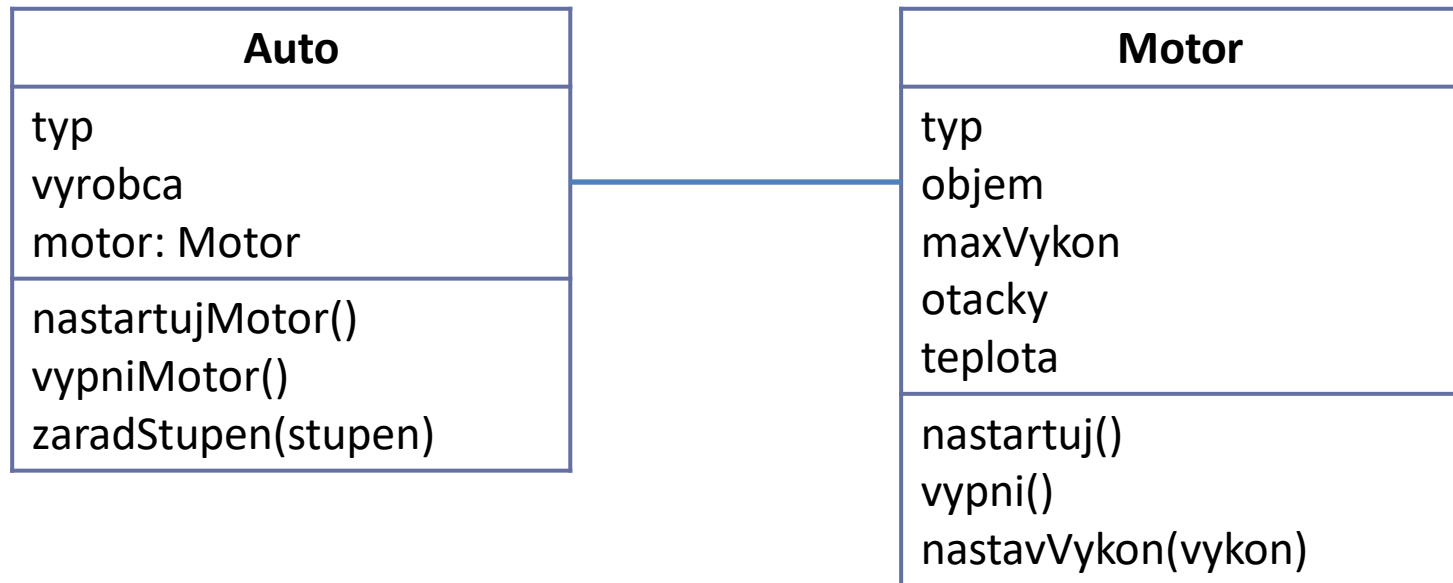 Auto
typ
vyrobca
motor: Motor
nastartujMotor()
vypniMotor()
zaradStupen(stupen)
Motor
typ
objem
maxVykon
otacky
teplota
nastartuj()
vypni()
nastavVykon(vykon)